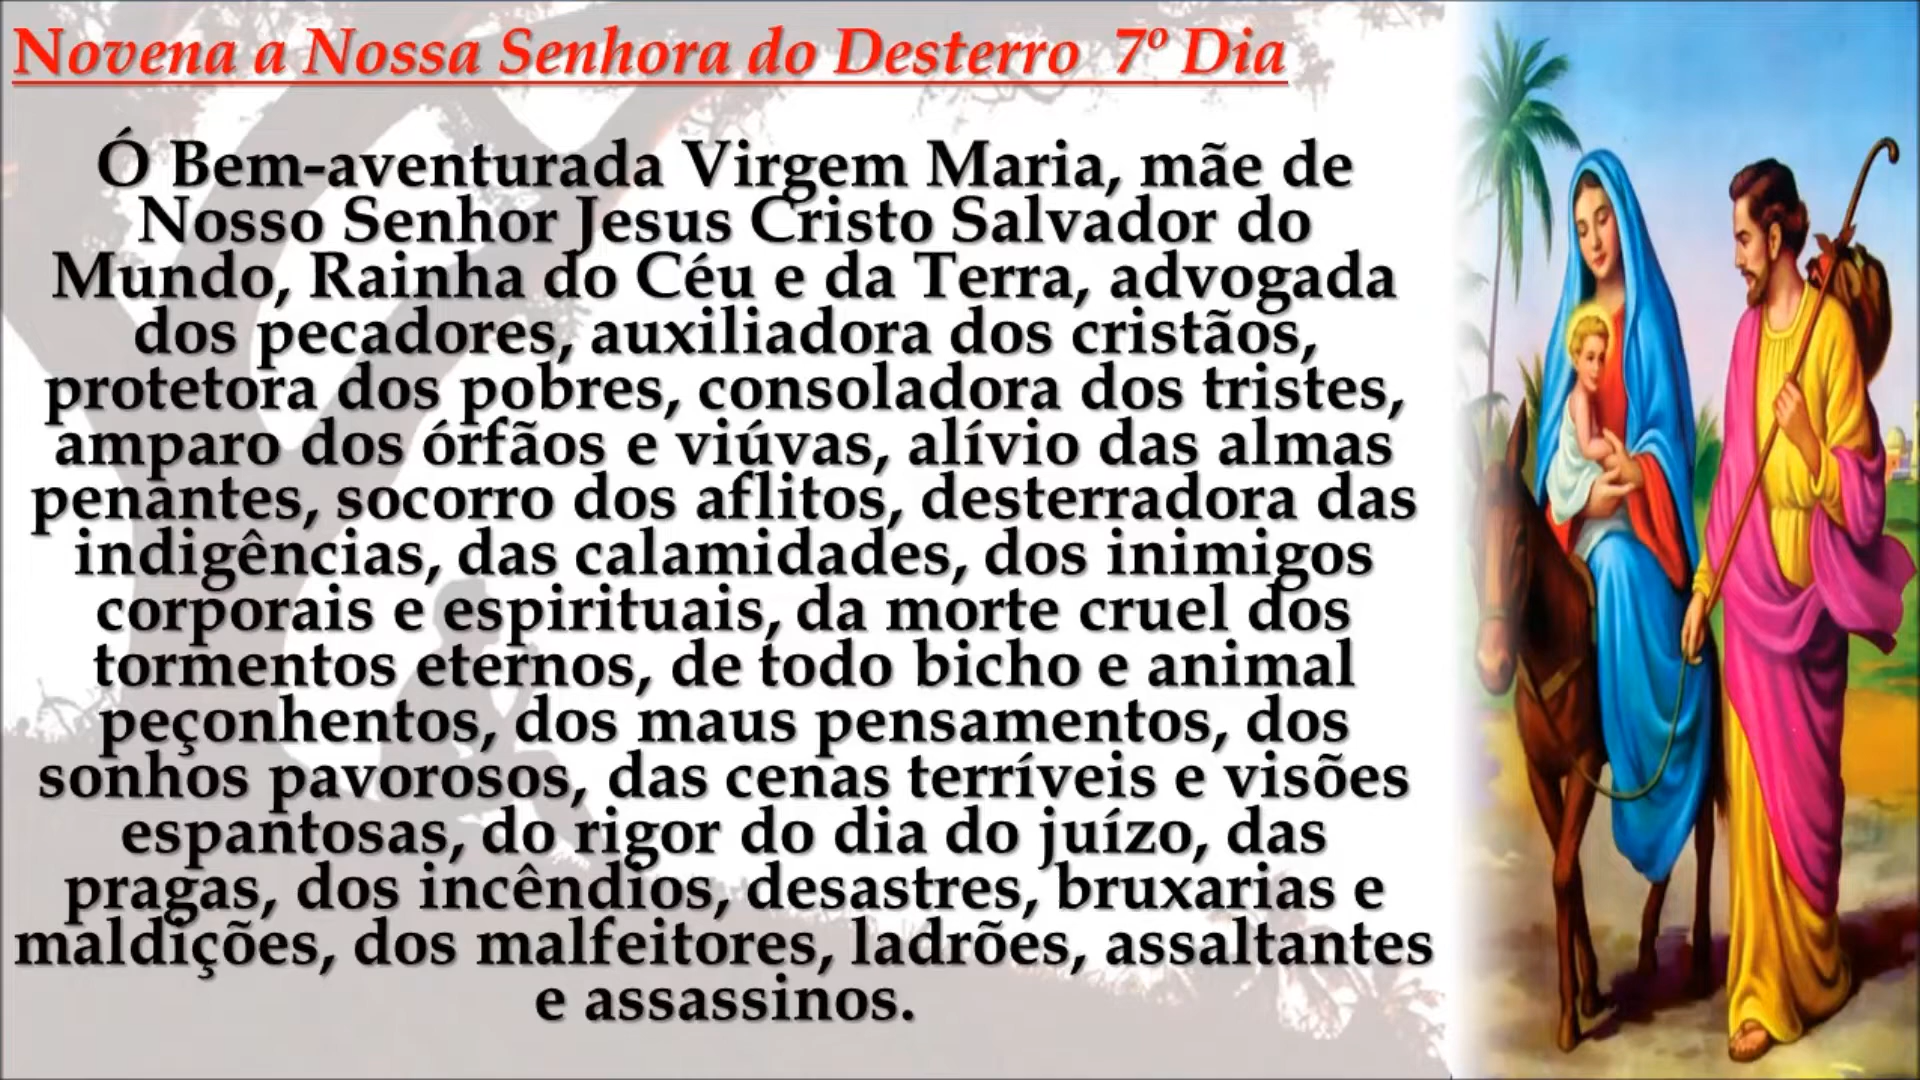 Novena a Nossa Senhora do Desterro 7º Dia
Ó Bem-aventurada Virgem Maria, mãe de
Nosso Senhor Jesus Cristo Salvador do
Mundo, Rainha do Céu e da Terra, advogada
dos pecadores, auxiliadora dos cristãos,
protetora dos pobres, consoladora dos tristes,
amparo dos órfãos e viúvas, alívio das almas
penantes, socorro dos aflitos, desterradora das
indigências, das calamidades, dos inimigos
corporais e espirituais, da morte cruel dos
tormentos eternos, de todo bicho e animal
peçonhentos, dos maus pensamentos, dos
sonhos pavorosos, das cenas terríveis e visões
espantosas, do rigor do dia do juízo, das
pragas, dos incêndios, desastres, bruxarias e
maldições, dos malfeitores, ladrões, assaltantes
e assassinos.